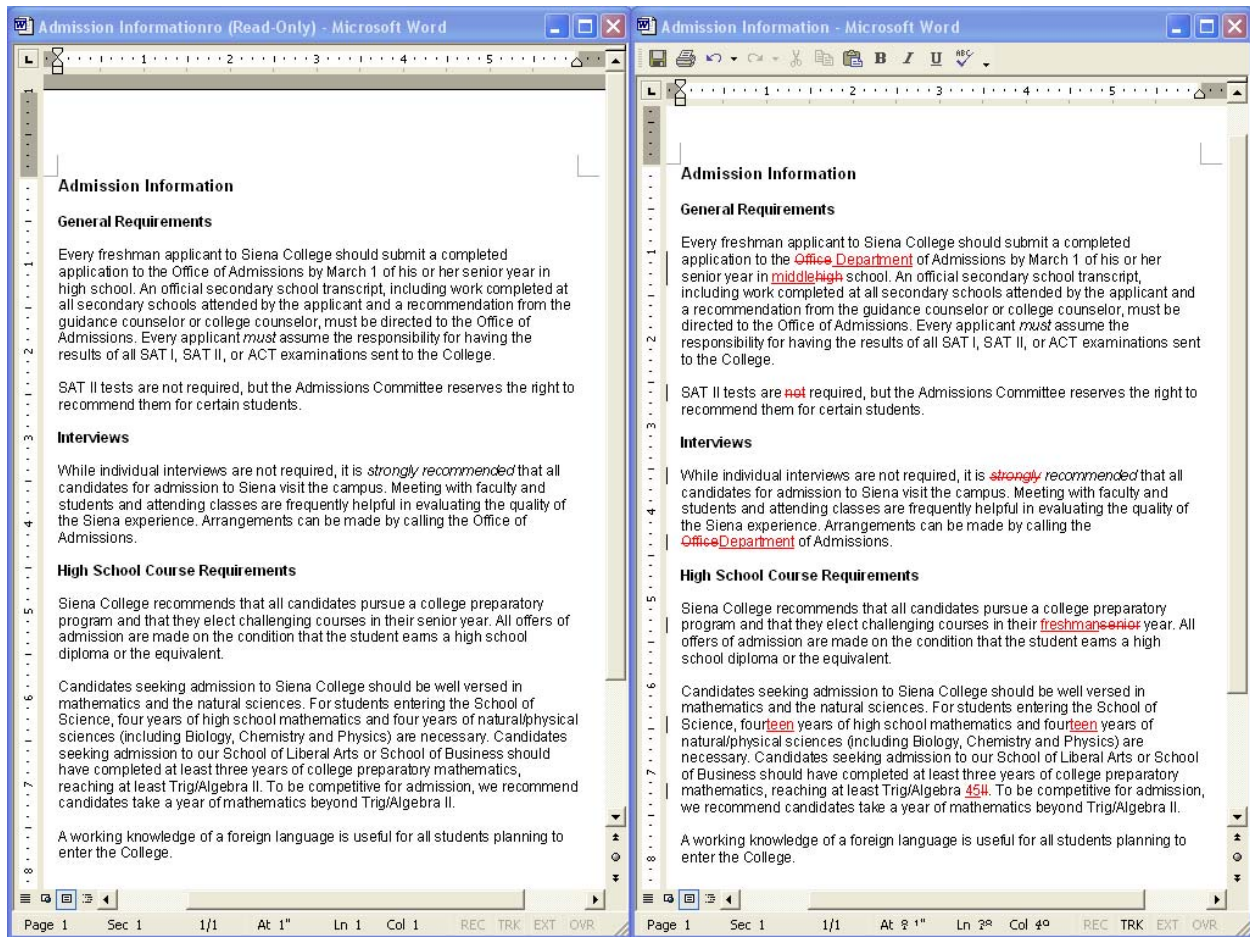 Admission Informationro (Read-Only) - Microsoft Word
1 2 3 4 5
Admission Information
General Requirements
Every freshman applicant to Siena College should submit a completed
application to the Office of Admissions by March 1 of his or her senior year in
high school. An official secondary school transcript, including work completed at
all secondary schools attended by the applicant and a recommendation from the
guidance counselor or college counselor, must be directed to the Office of
Admissions. Every applicant must assume the responsibility for having the
results of all SAT I, SAT II, or ACT examinations sent to the College.
SAT II tests are not required, but the Admissions Committee reserves the right to
recommend them for certain students.
Interviews
While individual interviews are not required, it is strongly recommended that all
candidates for admission to Siena visit the campus. Meeting with faculty and
students and attending classes are frequently helpful in evaluating the quality of
the Siena experience. Arrangements can be made by calling the Office of
Admissions.
High School Course Requirements
Siena College recommends that all candidates pursue a college preparatory
program and that they elect challenging courses in their senior year. All offers of
admission are made on the condition that the student earns a high school
diploma or the equivalent.
Candidates seeking admission to Siena College should be well versed in
mathematics and the natural sciences. For students entering the School of
Science, four years of high school mathematics and four years of natural/physical
sciences (including Biology, Chemistry and Physics) are necessary. Candidates
seeking admission to our School of Liberal Arts or School of Business should
have completed at least three years of college preparatory mathematics,
reaching at least Trig/Algebra II. To be competitive for admission, we recommend
candidates take a year of mathematics beyond Trig/Algebra II.
A working knowledge of a foreign language is useful for all students planning to
enter the College.
Page 1 Sec 1 1/1 At 1" Ln 1 Col 1 REC TRK EXT OVR
Admission Information - Microsoft Word
B I U ABC
1 2 3 4 5
Admission Information
General Requirements
Every freshman applicant to Siena College should submit a completed
application to the Office Department of Admissions by March 1 of his or her
senior year in middlehigh school. An official secondary school transcript,
including work completed at all secondary schools attended by the applicant and
a recommendation from the guidance counselor or college counselor, must be
directed to the Office of Admissions. Every applicant must assume the
responsibility for having the results of all SAT I, SAT II, or ACT examinations sent
to the College.
SAT II tests are not required, but the Admissions Committee reserves the right to
recommend them for certain students.
Interviews
While individual interviews are not required, it is strongly recommended that all
candidates for admission to Siena visit the campus. Meeting with faculty and
students and attending classes are frequently helpful in evaluating the quality of
the Siena experience. Arrangements can be made by calling the
OfficeDepartment of Admissions.
High School Course Requirements
Siena College recommends that all candidates pursue a college preparatory
program and that they elect challenging courses in their freshmansenior year. All
offers of admission are made on the condition that the student earns a high
school diploma or the equivalent.
Candidates seeking admission to Siena College should be well versed in
mathematics and the natural sciences. For students entering the School of
Science, fourteen years of high school mathematics and fourteen years of
natural/physical sciences (including Biology, Chemistry and Physics) are
necessary. Candidates seeking admission to our School of Liberal Arts or School
of Business should have completed at least three years of college preparatory
mathematics, reaching at least Trig/Algebra 45II. To be competitive for admission,
we recommend candidates take a year of mathematics beyond Trig/Algebra II.
A working knowledge of a foreign language is useful for all students planning to
enter the College.
Page 1 Sec 1 1/1 At 1" Ln Col REC TRK EXT OVR